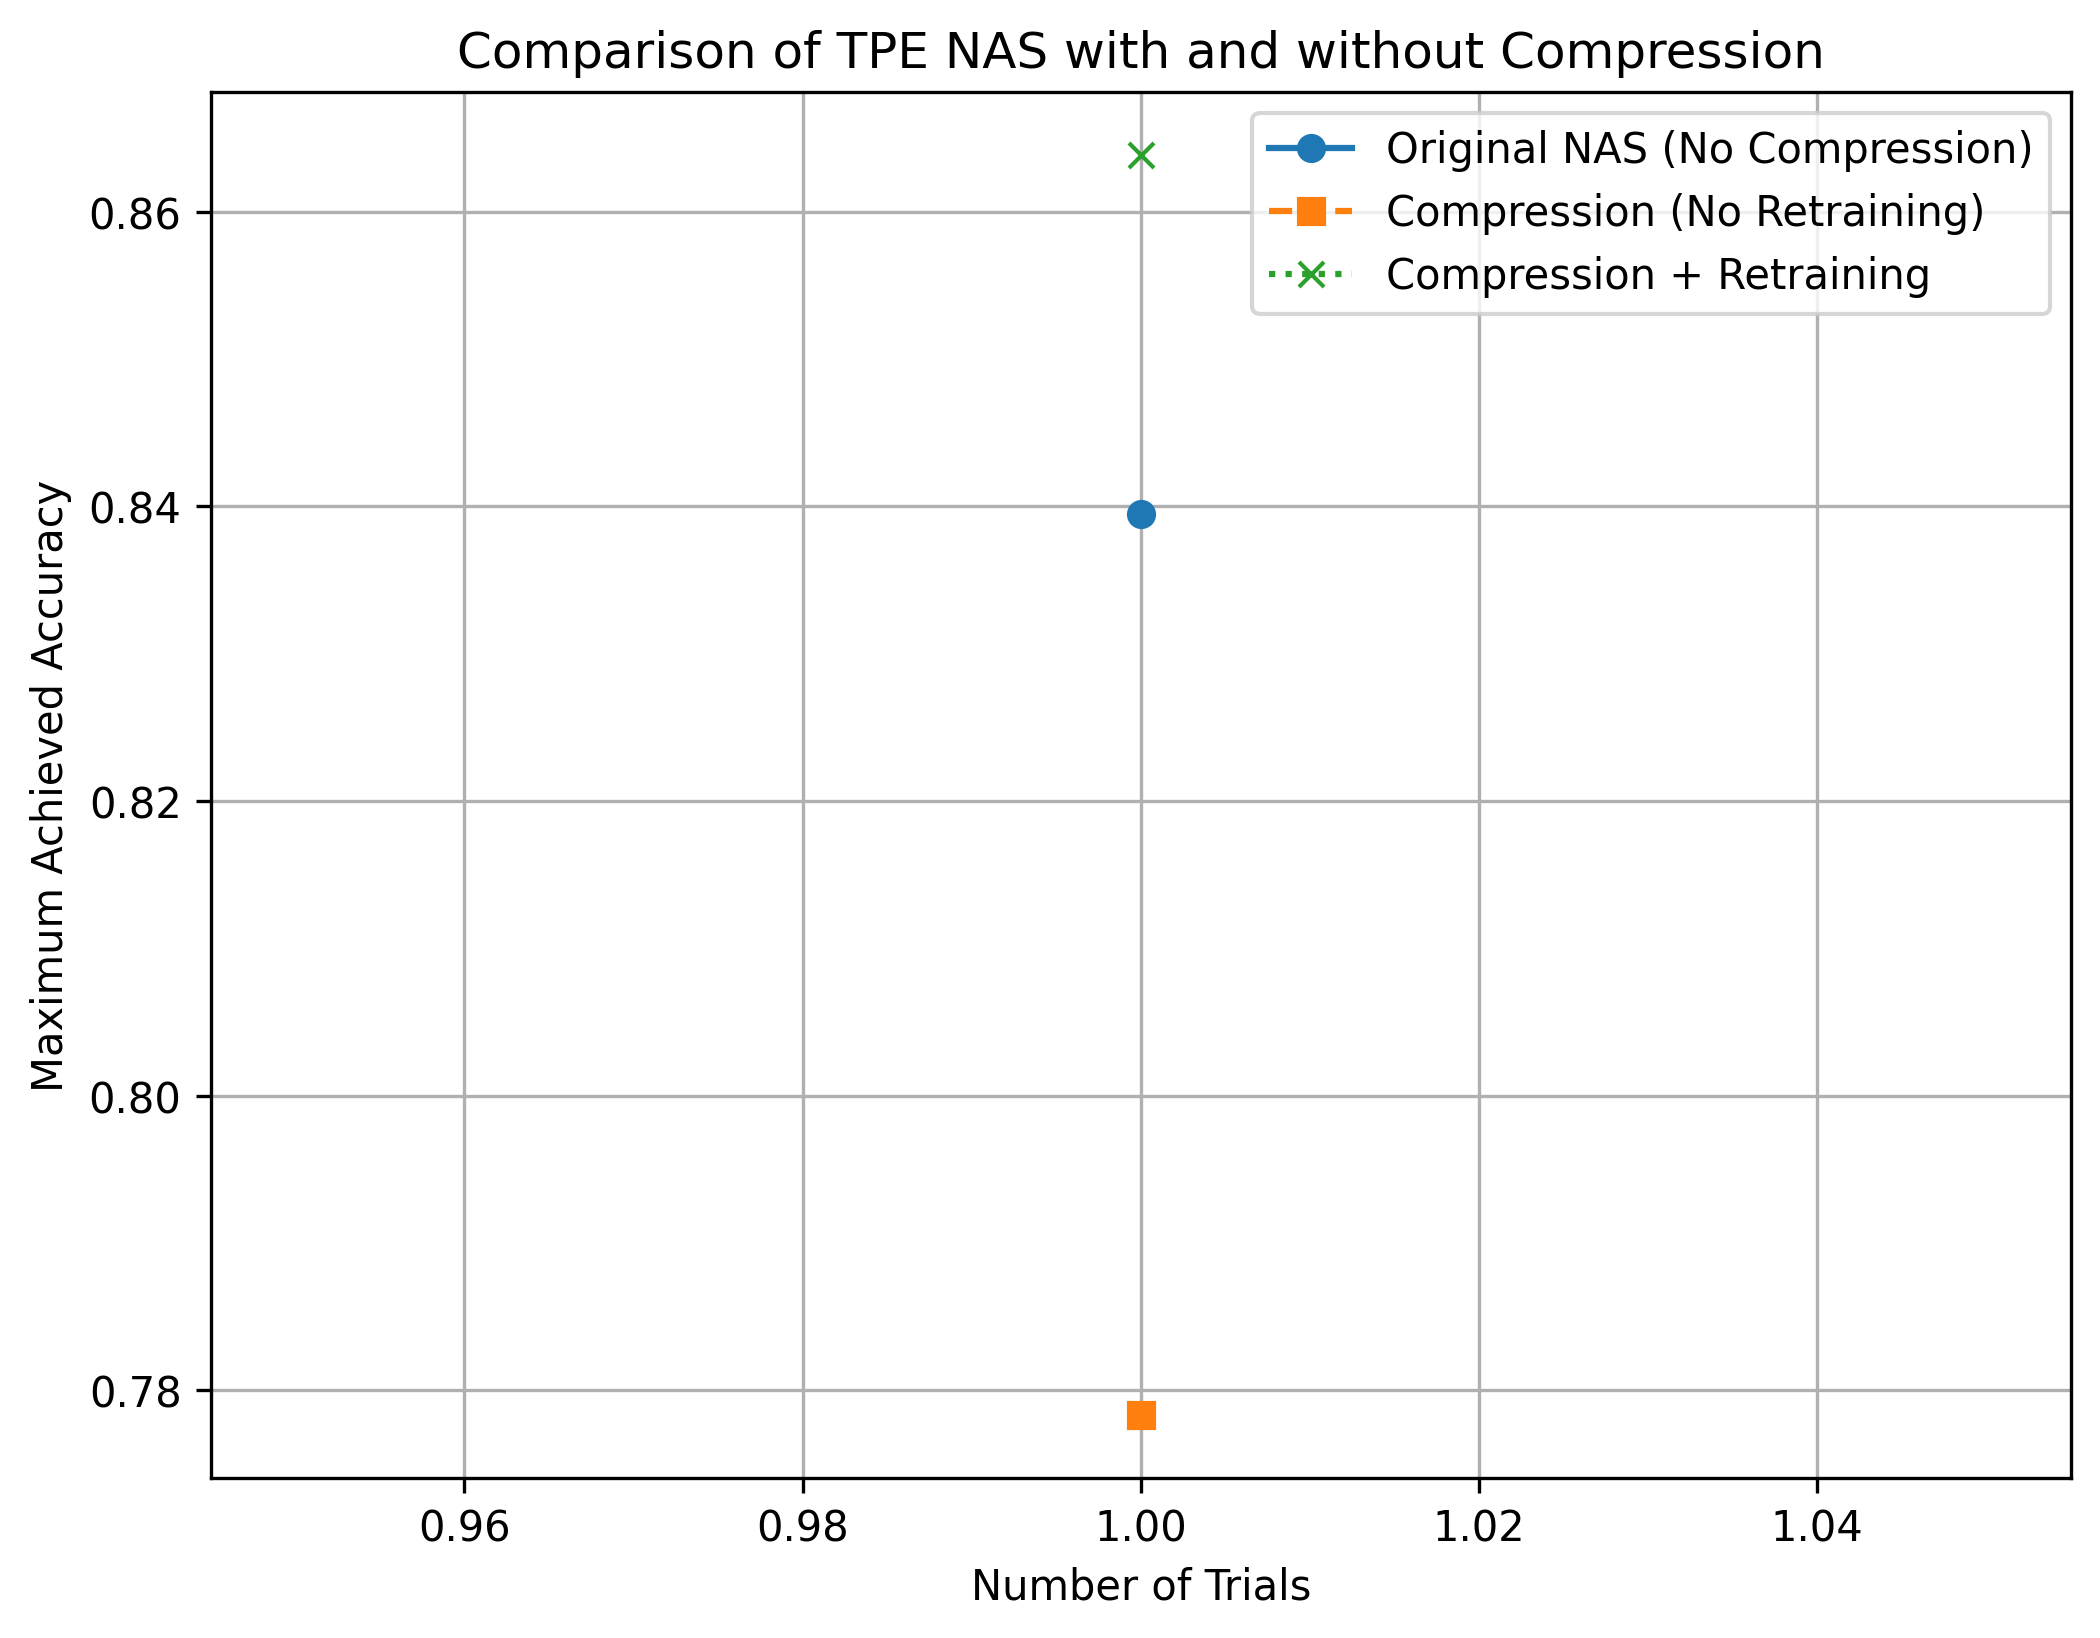 Comparison of TPE NAS with and without Compression
Original NAS (No Compression)
Compression (No Retraining)
Compression + Retraining
Maximum Achieved Accuracy
0.86
0.84
0.82
0.80
0.78
0.96 0.98 1.00 1.02 1.04
Number of Trials